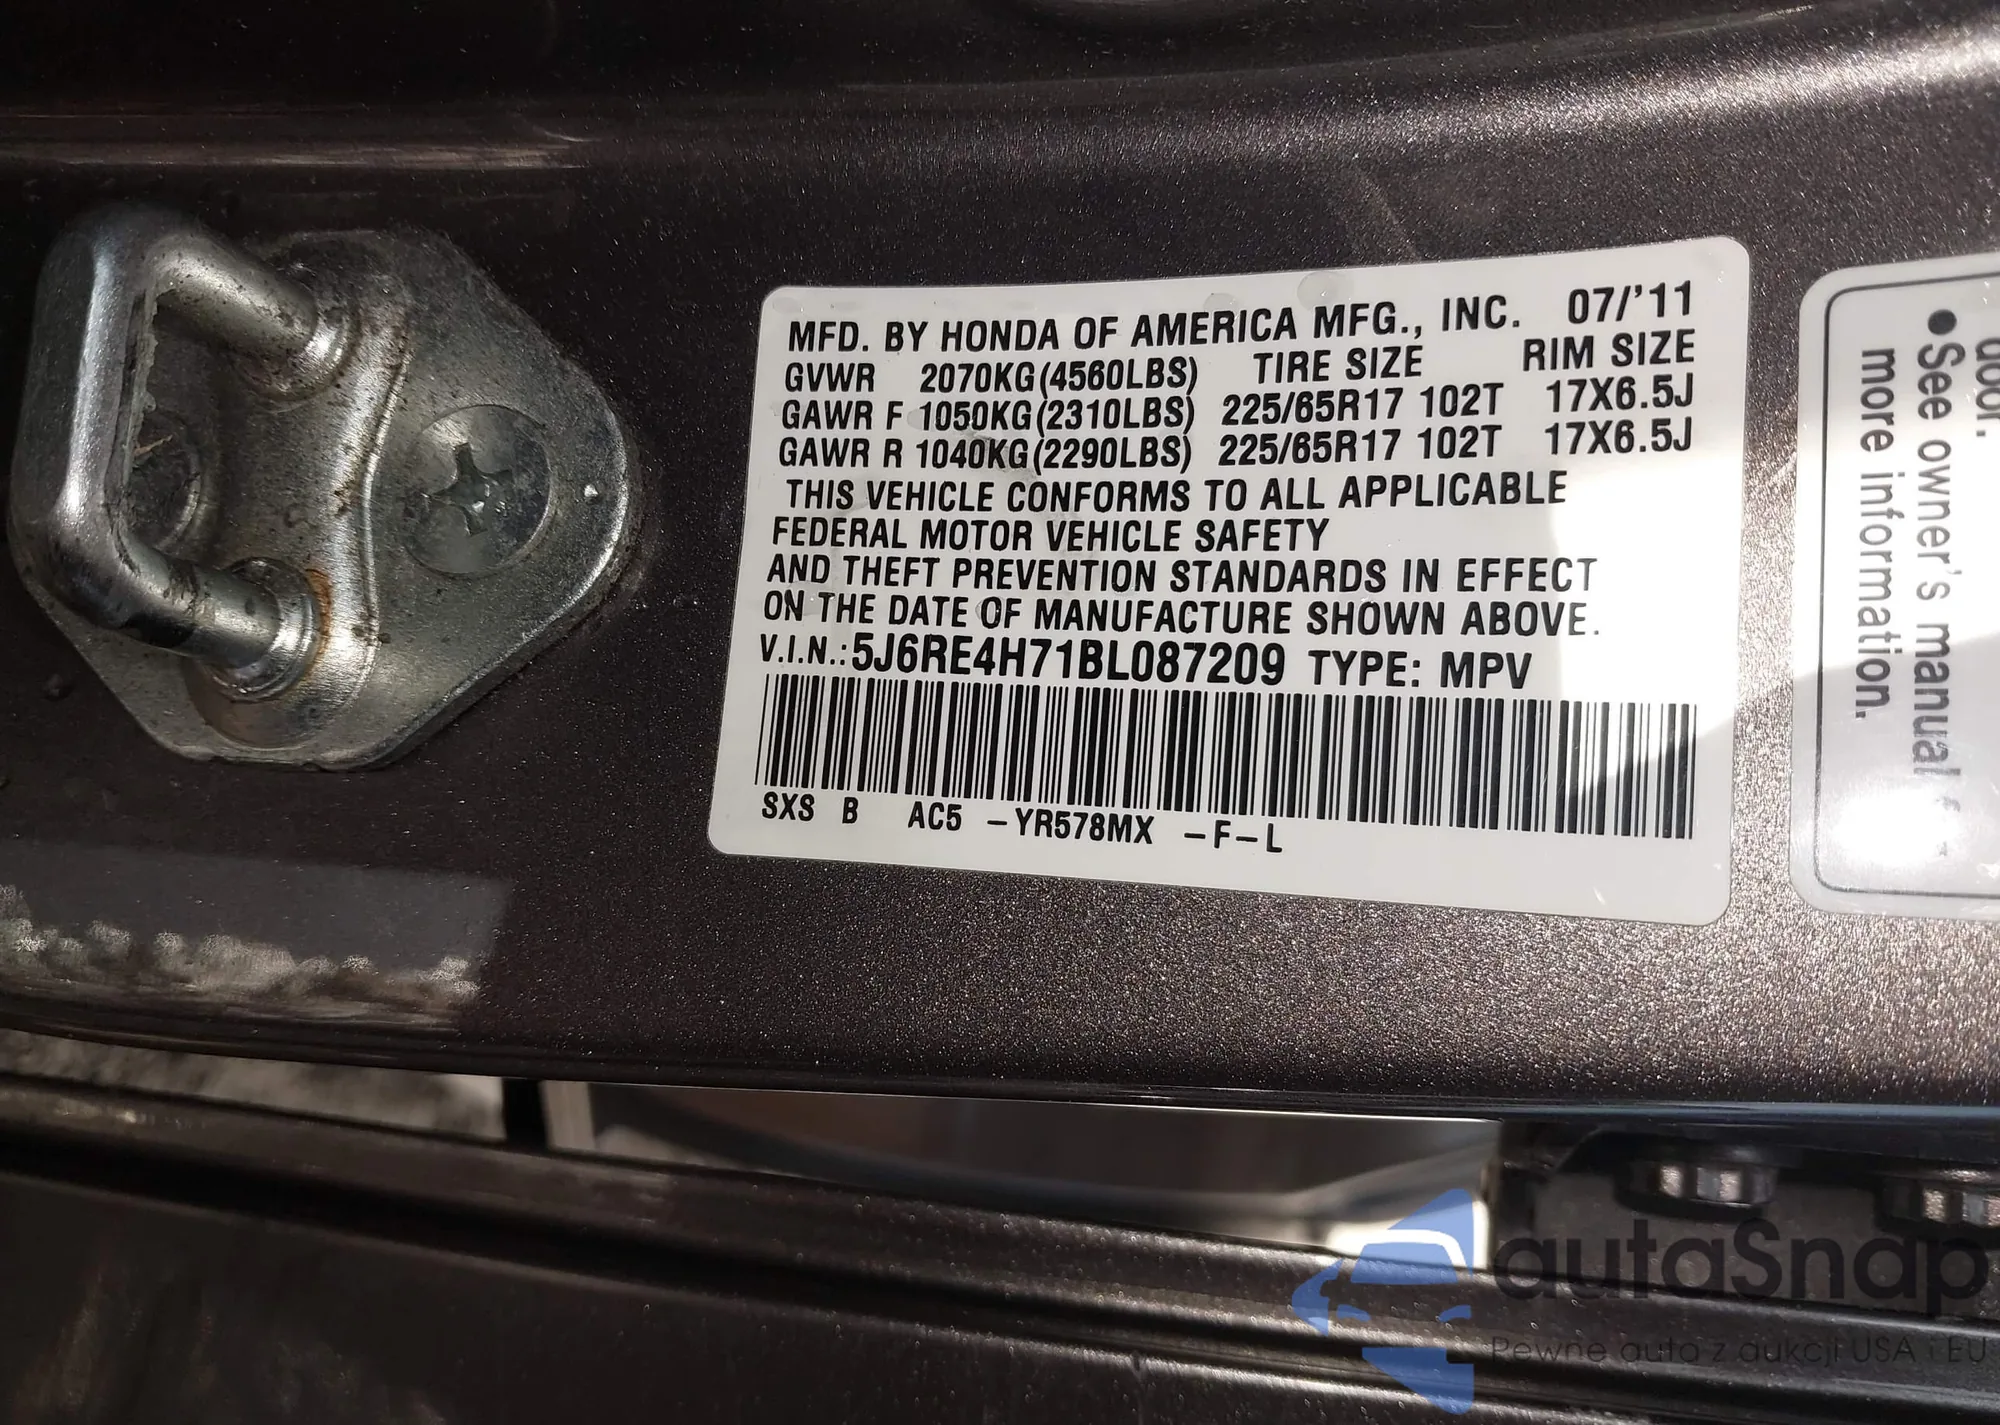 MFD. BY HONDA OF AMERICA MFG., INC. 07/'11
GVWR 2070KG(4560LBS) TIRE SIZE RIM SIZE
GAWR F 1050KG(2310LBS) 225/65R17 102T 17X6.5J
GAWR R 1040KG(2290LBS) 225/65R17 102T 17X6.5J
THIS VEHICLE CONFORMS TO ALL APPLICABLE
FEDERAL MOTOR VEHICLE SAFETY
AND THEFT PREVENTION STANDARDS IN EFFECT
ON THE DATE OF MANUFACTURE SHOWN ABOVE.
V.I.N.: 5J6RE4H71BL087209 TYPE: MPV
SXS B AC5 -YR578MX -F-L
door.
●See owner's manual
more information.
autaSnap
Pewne auta z aukcji USA i EU